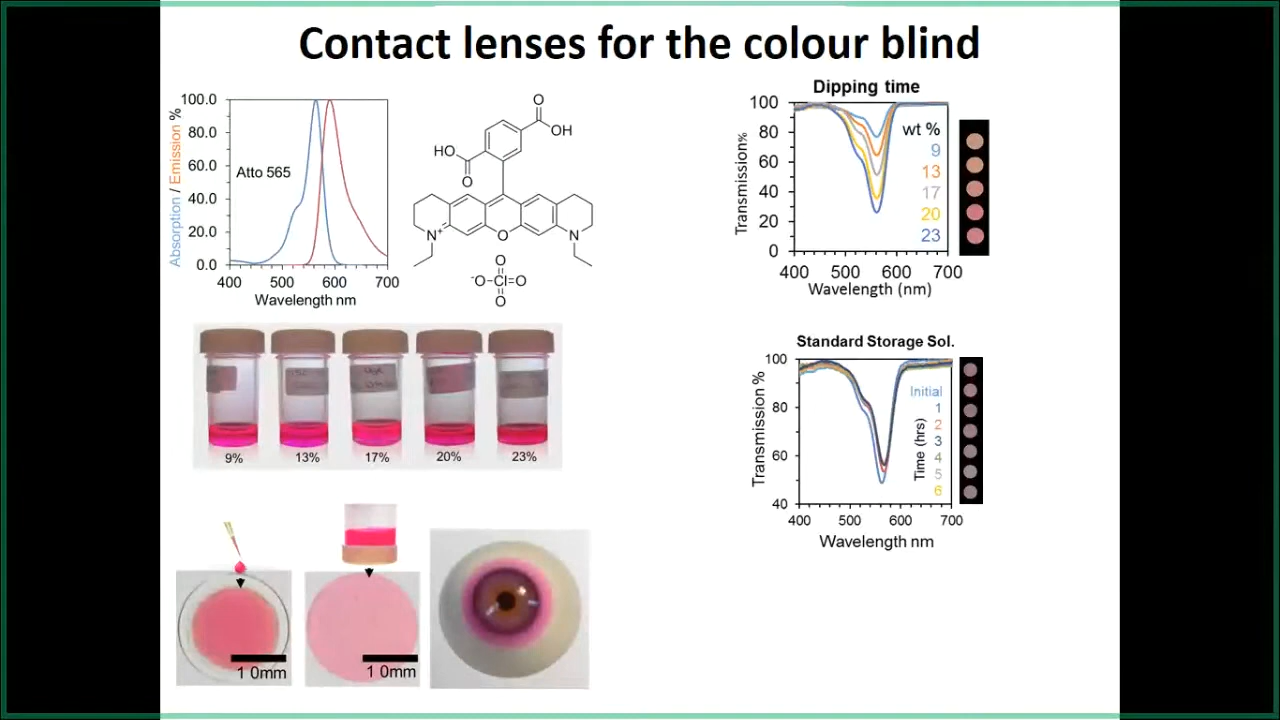 Contact lenses for the colour blind
100.0
80.0
60.0
40.0
20.0
0.0
Absorption / Emission %
Atto 565
400 500 600 700
Wavelength nm
O
OH
HO
O
N+
O
N
O
-O-Cl=O
O
9% 13% 17% 20% 23%
1 0mm
1 0mm
Dipping time
100
80
60
40
20
0
Transmission%
wt %
9
13
17
20
23
400 500 600 700
Wavelength (nm)
Standard Storage Sol.
100
80
60
40
Transmission %
Initial
1
2
3
4
5
6
Time (hrs)
400 500 600 700
Wavelength nm